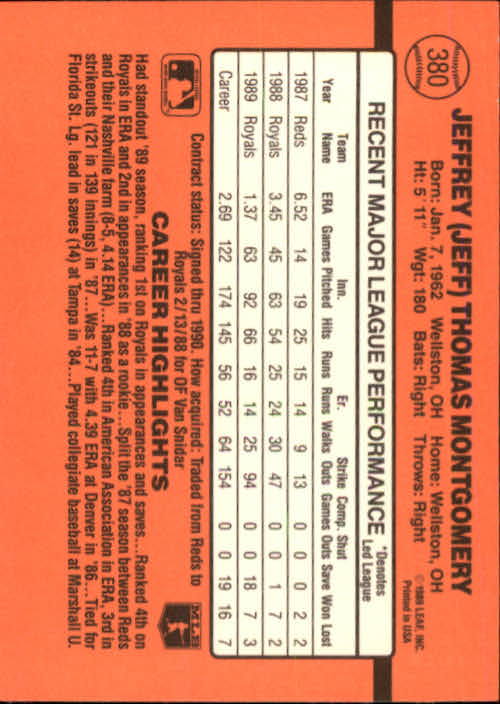 380
JEFFREY (JEFF) THOMAS MONTGOMERY
Born: Jan. 7, 1962 Wellston, OH Home: Wellston, OH
Ht: 5' 11" Wgt: 180 Bats: Right Throws: Right
©1989 LEAF, INC.
Printed in USA
RECENT MAJOR LEAGUE PERFORMANCE
*Denotes
Led League
Year Team Name ERA Games Inn. Pitched Hits Runs Er. Runs Walks Strike Outs Comp. Games Shut Outs Save Won Lost
1987 Reds 6.52 14 19 25 15 14 9 13 0 0 0 2 2
1988 Royals 3.45 45 63 54 25 24 30 47 0 0 1 7 2
1989 Royals 1.37 63 92 66 16 14 25 94 0 0 18 7 3
Career 2.69 122 174 145 56 52 64 154 0 0 19 16 7
Contract status: Signed thru 1990. How acquired: Traded from Reds to
Royals 2/13/88 for OF Van Snider
CAREER HIGHLIGHTS
MLB
Had standout '89 season, ranking 1st on Royals in appearances and saves...Ranked 4th on
Royals in ERA and 2nd in appearances in '88 as a rookie...Split the '87 season between Reds
and their Nashville farm (8-5, 4.14 ERA)...Ranked 4th in American Association in ERA, 3rd in
strikeouts (121 in 139 innings) in '87...Was 11-7 with 4.39 ERA at Denver in '86...Tied for
Florida St. Lg. lead in saves (14) at Tampa in '84...Played collegiate baseball at Marshall U.